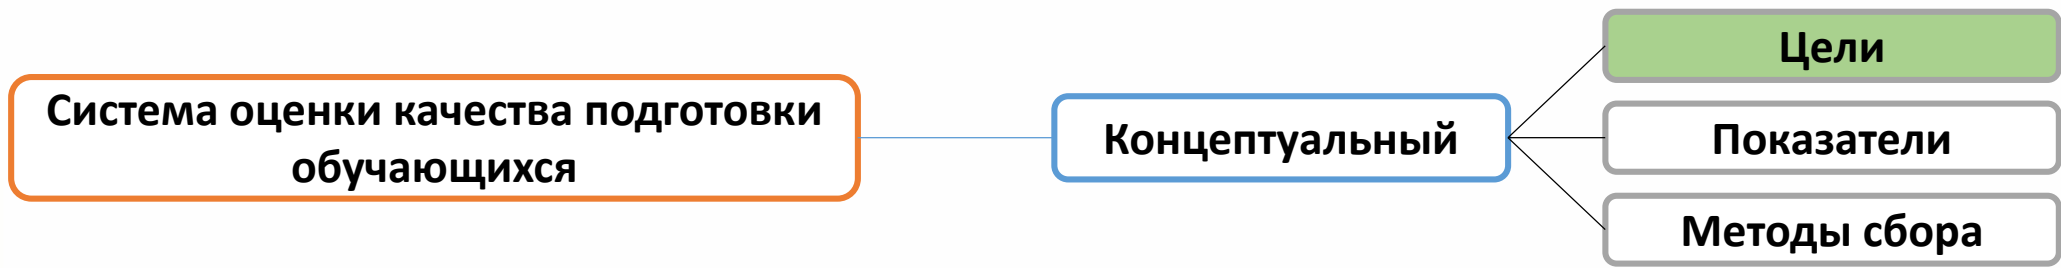 Система оценки качества подготовки
обучающихся
Концептуальный
Цели
Показатели
Методы сбора